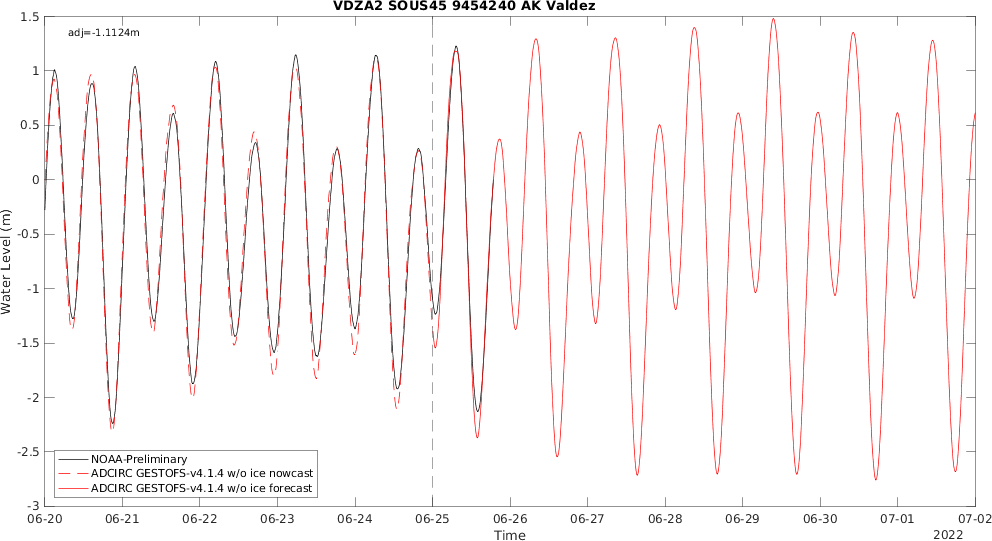 VDZA2 SOUS45 9454240 AK Valdez
adj=-1.1124m
Water Level (m)
1.5
1
0.5
0
-0.5
-1
-1.5
-2
-2.5
-3
NOAA-Preliminary
ADCIRC GESTOFS-v4.1.4 w/o ice nowcast
ADCIRC GESTOFS-v4.1.4 w/o ice forecast
06-20 06-21 06-22 06-23 06-24 06-25 06-26 06-27 06-28 06-29 06-30 07-01 07-02
Time
2022